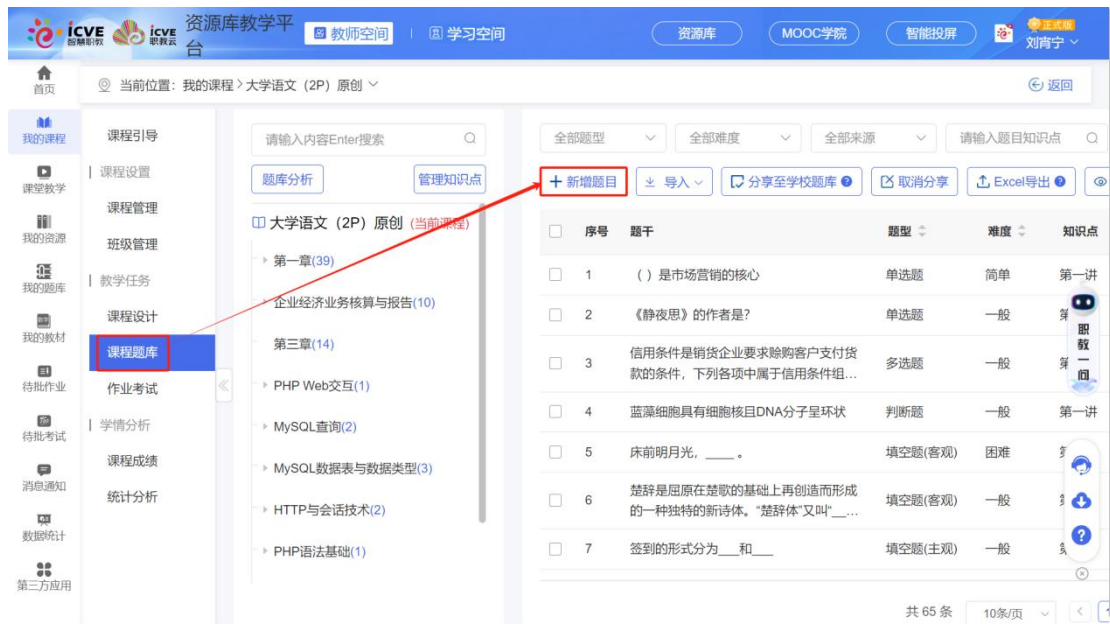 icve 智慧职教 icve 职教云 资源库教学平台 教师空间 学习空间 资源库 MOOC学院 智能投屏 正式版 刘宵宁
首页
当前位置：我的课程 > 大学语文（2P）原创
返回
我的课程
课堂教学
我的资源
我的题库
我的教材
待批作业
待批考试
消息通知
数据统计
第三方应用
课程引导
课程设置
课程管理
班级管理
教学任务
课程设计
课程题库
作业考试
学情分析
课程成绩
统计分析
请输入内容Enter搜索
题库分析 管理知识点
大学语文（2P）原创 (当前课程)
第一章(39)
企业经济业务核算与报告(10)
第三章(14)
PHP Web交互(1)
MySQL查询(2)
MySQL数据表与数据类型(3)
HTTP与会话技术(2)
PHP语法基础(1)
全部题型 全部难度 全部来源 请输入题目知识点
+ 新增题目 导入 分享至学校题库 取消分享 Excel导出
序号 题干 题型 难度 知识点
1 （ ）是市场营销的核心 单选题 简单 第一讲
2 《静夜思》的作者是? 单选题 一般 第
3 信用条件是销货企业要求赊购客户支付货
款的条件，下列各项中属于信用条件组... 多选题 一般 第
4 蓝藻细胞具有细胞核且DNA分子呈环状 判断题 一般 第一讲
5 床前明月光，____。 填空题(客观) 困难
6 楚辞是屈原在楚歌的基础上再创造而形成
的一种独特的新诗体。“楚辞体”又叫“__... 填空题(客观) 一般
7 签到的形式分为___和___ 填空题(主观) 一般
职教一问
共 65 条 10条/页 < 1